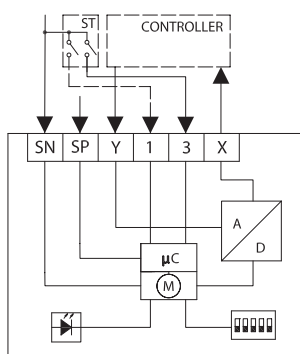 ST CONTROLLER
SN SP Y 1 3 X
A
D
μC
M